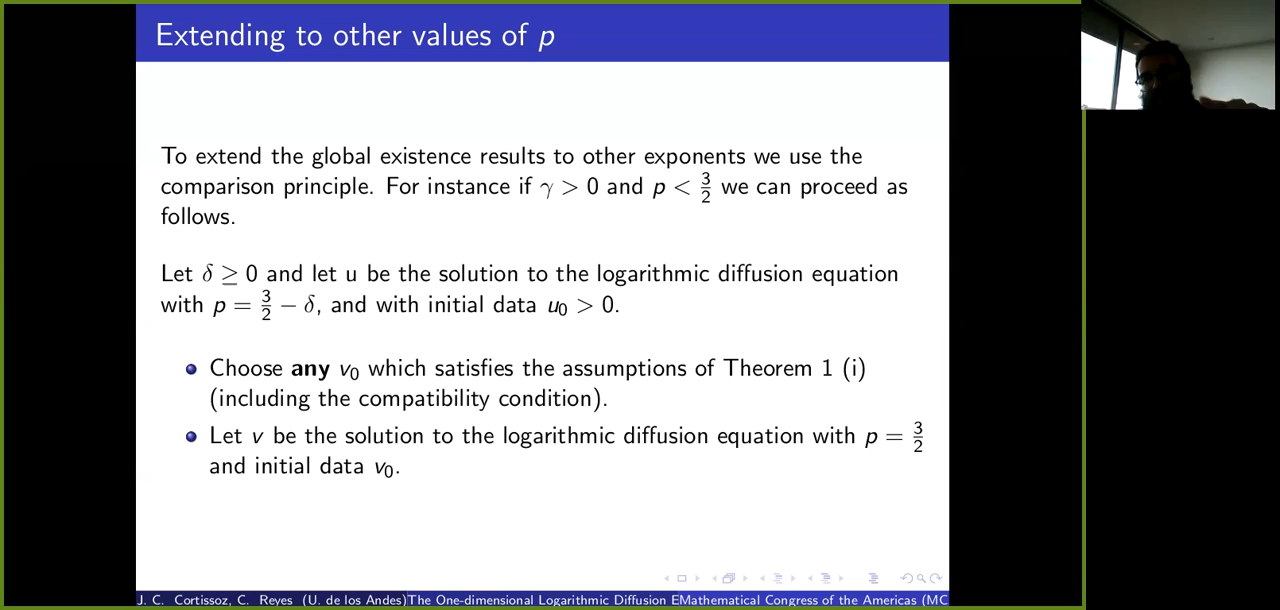 Extending to other values of p
To extend the global existence results to other exponents we use the
comparison principle. For instance if γ > 0 and p < 3/2 we can proceed as
follows.
Let δ ≥ 0 and let u be the solution to the logarithmic diffusion equation
with p = 3/2 − δ, and with initial data u₀ > 0.
Choose any v₀ which satisfies the assumptions of Theorem 1 (i)
(including the compatibility condition).
Let v be the solution to the logarithmic diffusion equation with p = 3/2
and initial data v₀.
J. C. Cortissoz, C. Reyes (U. de los Andes)The One-dimensional Logarithmic Diffusion EMathematical Congress of the Americas (MC